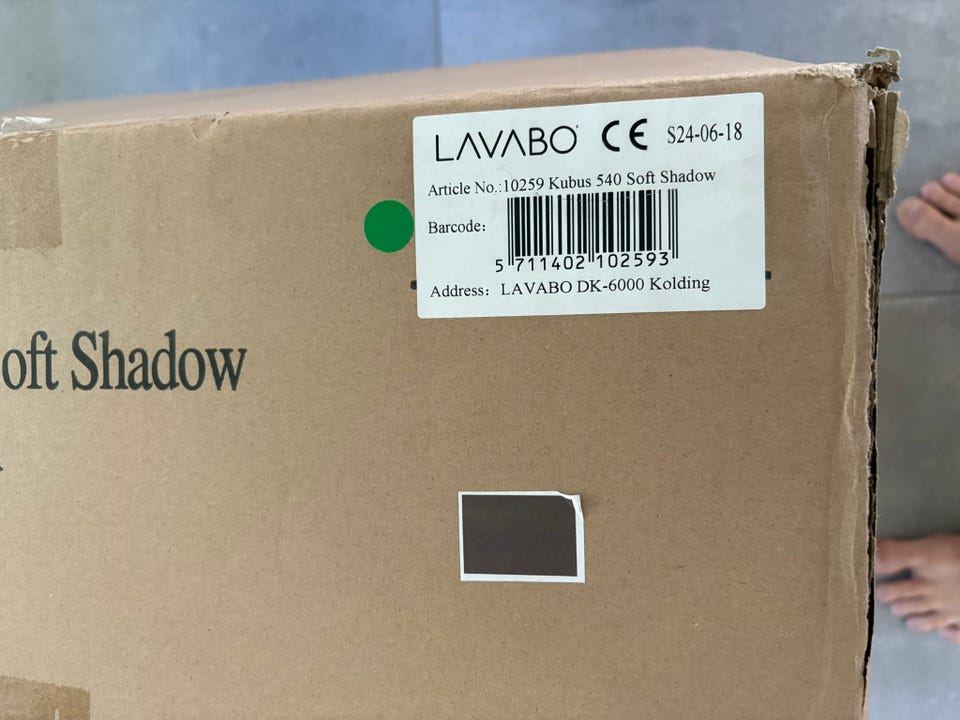 LAVABO CE S24-06-18
Article No.:10259 Kubus 540 Soft Shadow
Barcode:
5 711402 102593
Address: LAVABO DK-6000 Kolding
oft Shadow